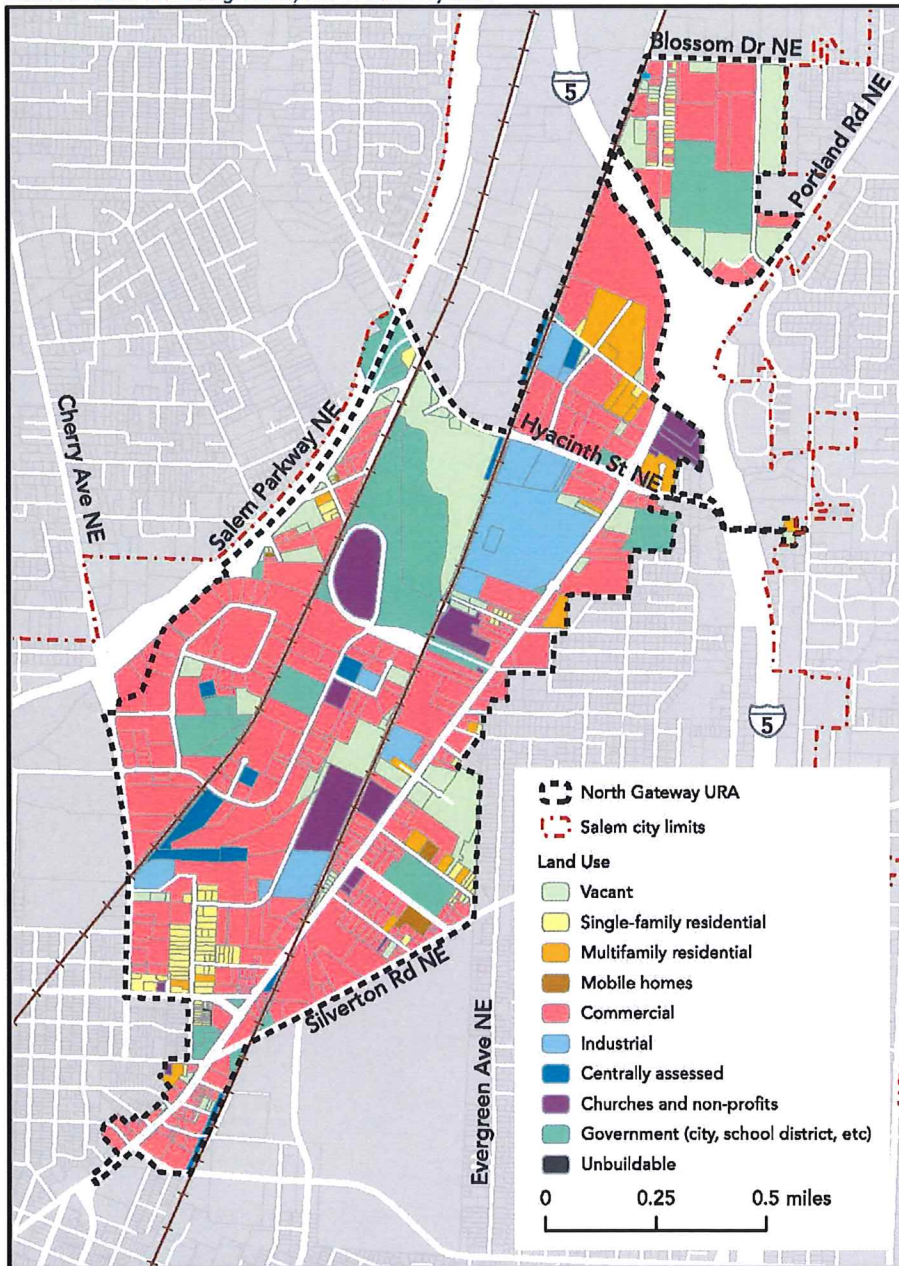 Blossom Dr NE
5
Portland Rd NE
Cherry Ave NE
Salem Parkway NE
Hyacinth St NE
5
Silverton Rd NE
Evergreen Ave NE
North Gateway URA
Salem city limits
Land Use
Vacant
Single-family residential
Multifamily residential
Mobile homes
Commercial
Industrial
Centrally assessed
Churches and non-profits
Government (city, school district, etc)
Unbuildable
0 0.25 0.5 miles